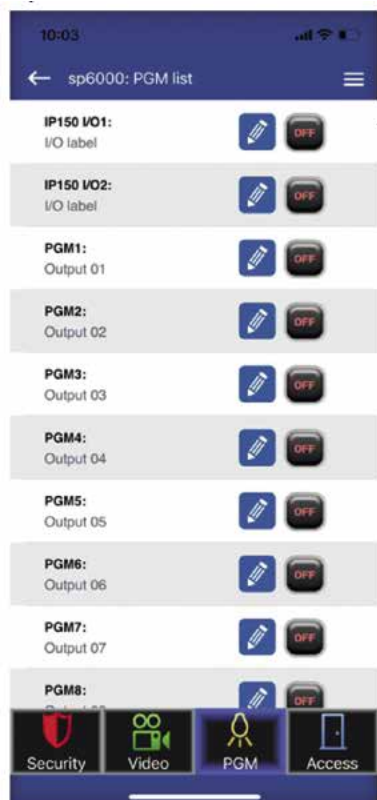 10:03
sp6000: PGM list
IP150 I/O1:
I/O label
OFF
IP150 I/O2:
I/O label
OFF
PGM1:
Output 01
OFF
PGM2:
Output 02
OFF
PGM3:
Output 03
OFF
PGM4:
Output 04
OFF
PGM5:
Output 05
OFF
PGM6:
Output 06
OFF
PGM7:
Output 07
OFF
PGM8:
OFF
Security Video PGM Access